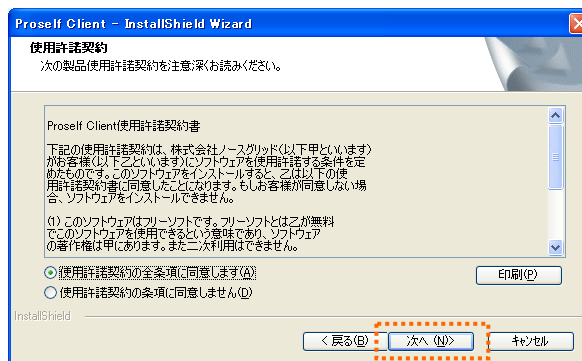 Proself Client - InstallShield Wizard
使用許諾契約
次の製品使用許諾契約を注意深くお読みください。
Proself Client使用許諾契約書
下記の使用許諾契約は、株式会社ノースグリッド(以下甲といいます)
がお客様(以下乙といいます)にソフトウェアを使用許諾する条件を定
めたものです。このソフトウェアをインストールすると、乙は以下の使
用許諾契約書に同意したことになります。もしお客様が同意しない場
合、ソフトウェアをインストールできません。
(1) このソフトウェアはフリーソフトです。フリーソフトとは乙が無料
でこのソフトウェアを使用できるという意味であり、ソフトウェア
の著作権は甲にあります。また二次利用はできません。
使用許諾契約の全条項に同意します(A)
印刷(P)
使用許諾契約の条項に同意しません(D)
InstallShield
< 戻る(B)
次へ (N)>
キャンセル